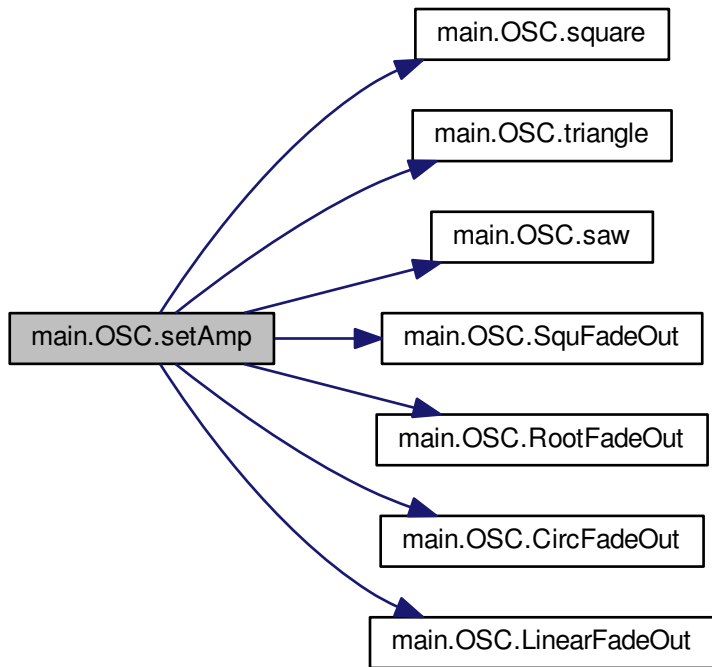 main.OSC.square
main.OSC.triangle
main.OSC.saw
main.OSC.setAmp
main.OSC.SquFadeOut
main.OSC.RootFadeOut
main.OSC.CircFadeOut
main.OSC.LinearFadeOut